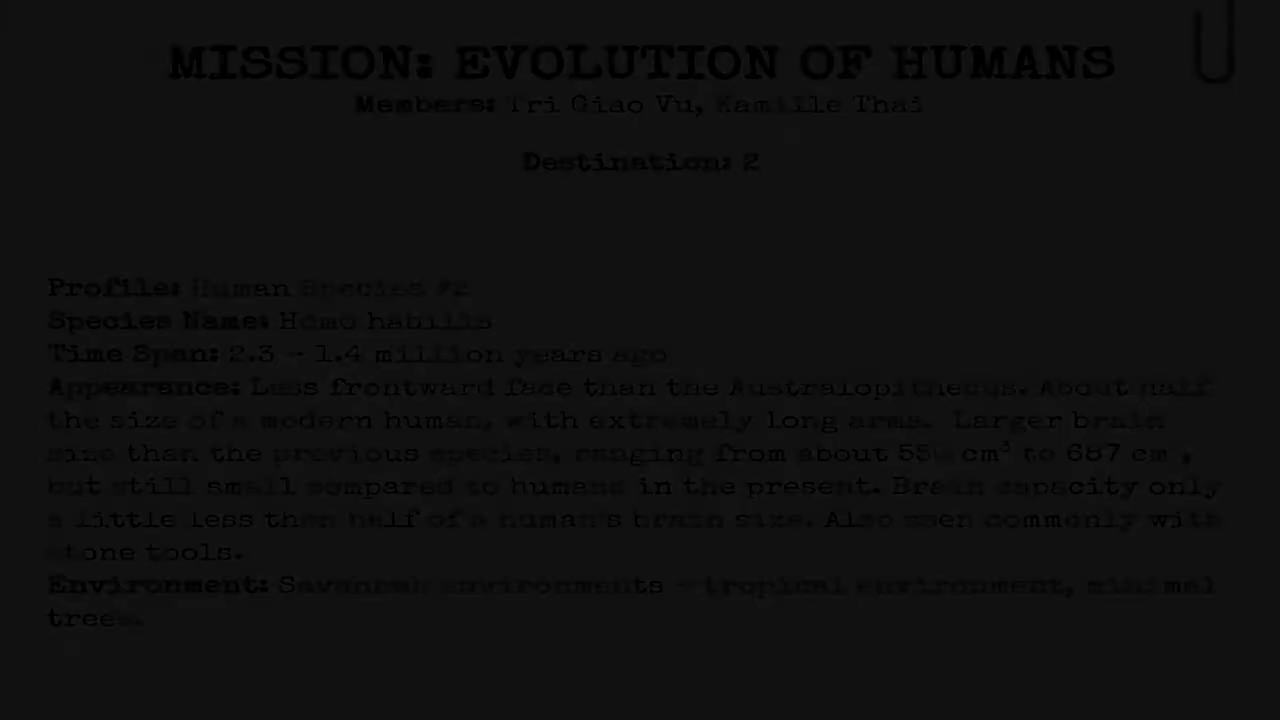 MISSION: EVOLUTION OF HUMANS
Members: Tri Giao Vu, Kamille Thai
Destination: 2
Profile: Human Species #2
Species Name: Homo habilis
Time Span: 2.3 - 1.4 million years ago
Appearance: Less frontward face than the Australopithecus. About half
the size of a modern human, with extremely long arms. Larger brain
size than the previous species, ranging from about 550 cm³ to 687 cm ,
but still small compared to humans in the present. Brain capacity only
a little less than half of a human's brain size. Also seen commonly with
stone tools.
Environment: Savannah environments - tropical environment, minimal
trees.